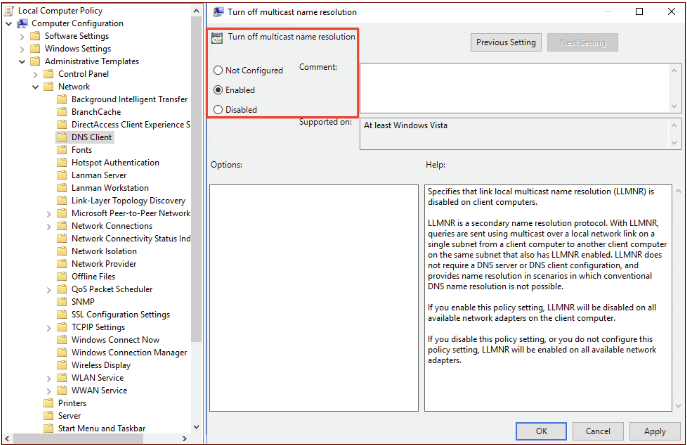 Local Computer Policy
Computer Configuration
Software Settings
Windows Settings
Administrative Templates
Control Panel
Network
Background Intelligent Transfer
BranchCache
DirectAccess Client Experience S
DNS Client
Fonts
Hotspot Authentication
Lanman Server
Lanman Workstation
Link-Layer Topology Discovery
Microsoft Peer-to-Peer Network
Network Connections
Network Connectivity Status Ind
Network Isolation
Network Provider
Offline Files
QoS Packet Scheduler
SNMP
SSL Configuration Settings
TCPIP Settings
Windows Connect Now
Windows Connection Manager
Wireless Display
WLAN Service
WWAN Service
Printers
Server
Start Menu and Taskbar
Turn off multicast name resolution
Turn off multicast name resolution
Previous Setting
Next Setting
Not Configured
Comment:
Enabled
Disabled
Supported on:
At least Windows Vista
Options:
Help:
Specifies that link local multicast name resolution (LLMNR) is
disabled on client computers.
LLMNR is a secondary name resolution protocol. With LLMNR,
queries are sent using multicast over a local network link on a
single subnet from a client computer to another client computer
on the same subnet that also has LLMNR enabled. LLMNR does
not require a DNS server or DNS client configuration, and
provides name resolution in scenarios in which conventional
DNS name resolution is not possible.
If you enable this policy setting, LLMNR will be disabled on all
available network adapters on the client computer.
If you disable this policy setting, or you do not configure this
policy setting, LLMNR will be enabled on all available network
adapters.
OK
Cancel
Apply